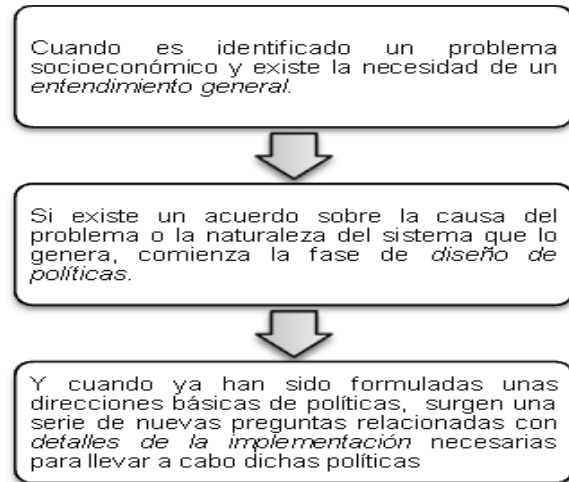 Cuando es identificado un problema
socioeconómico y existe la necesidad de un
entendimiento general.
Si existe un acuerdo sobre la causa del
problema o la naturaleza del sistema que lo
genera, comienza la fase de diseño de
políticas.
Y cuando ya han sido formuladas unas
direcciones básicas de políticas, surgen una
serie de nuevas preguntas relacionadas con
detalles de la implementación necesarias
para llevar a cabo dichas políticas